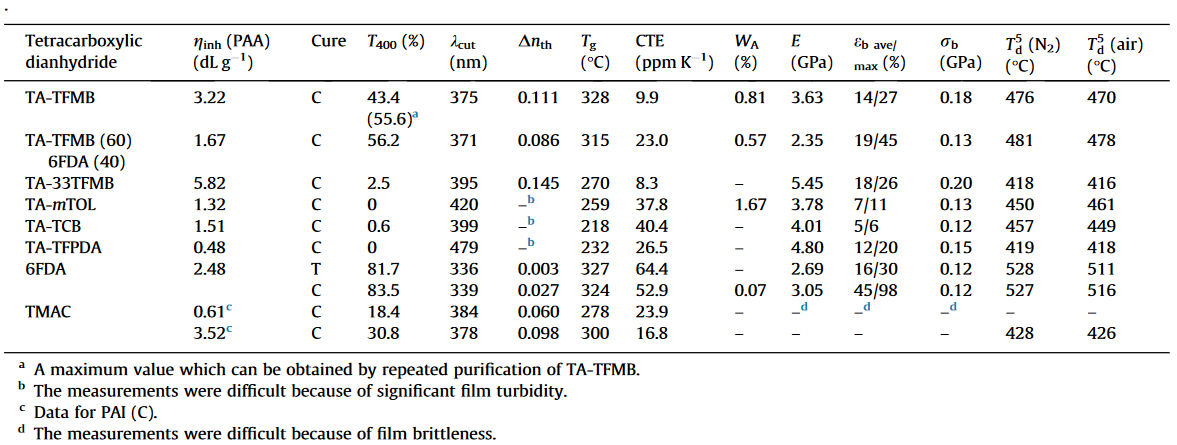 .
Tetracarboxylic dianhydride	ηinh (PAA) (dL g−1)	Cure	T400 (%)	λcut (nm)	Δnth	Tg (°C)	CTE (ppm K−1)	WA (%)	E (GPa)	εb ave/max (%)	σb (GPa)	Td5 (N2) (°C)	Td5 (air) (°C)
TA-TFMB	3.22	C	43.4	375	0.111	328	9.9	0.81	3.63	14/27	0.18	476	470
(55.6)a
TA-TFMB (60)	1.67	C	56.2	371	0.086	315	23.0	0.57	2.35	19/45	0.13	481	478
6FDA (40)
TA-33TFMB	5.82	C	2.5	395	0.145	270	8.3	–	5.45	18/26	0.20	418	416
TA-mTOL	1.32	C	0	420	–b	259	37.8	1.67	3.78	7/11	0.13	450	461
TA-TCB	1.51	C	0.6	399	–b	218	40.4	–	4.01	5/6	0.12	457	449
TA-TFPDA	0.48	C	0	479	–b	232	26.5	–	4.80	12/20	0.15	419	418
6FDA	2.48	T	81.7	336	0.003	327	64.4	–	2.69	16/30	0.12	528	511
C	83.5	339	0.027	324	52.9	0.07	3.05	45/98	0.12	527	516
TMAC	0.61c	C	18.4	384	0.060	278	23.9	–d	–d	–d	–	–
3.52c	C	30.8	378	0.098	300	16.8	–	–	–	–	428	426
a A maximum value which can be obtained by repeated purification of TA-TFMB.
b The measurements were difficult because of significant film turbidity.
c Data for PAI (C).
d The measurements were difficult because of film brittleness.